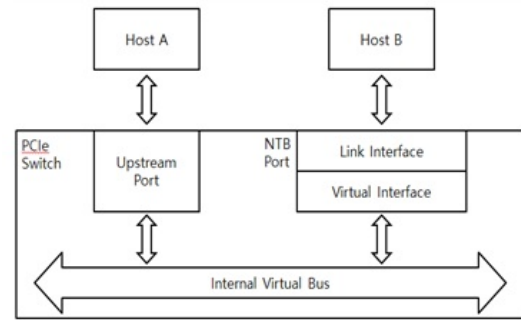 Host A
Host B
PCIe
Switch
Upstream
Port
NTB
Port
Link Interface
Virtual Interface
Internal Virtual Bus